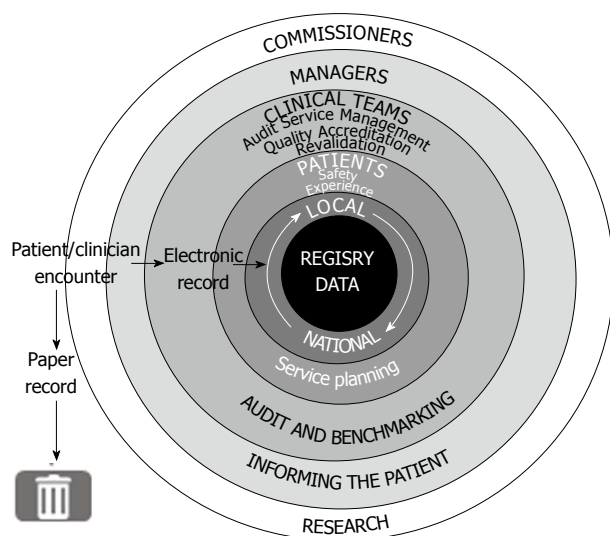 COMMISSIONERS
MANAGERS
CLINICAL TEAMS
Audit Service Management
Quality Accreditation
Revalidation
PATIENTS
Safety
Experience
LOCAL
REGISRY
DATA
NATIONAL
Service planning
AUDIT AND BENCHMARKING
INFORMING THE PATIENT
RESEARCH
Patient/clinician
encounter
Electronic
record
Paper
record